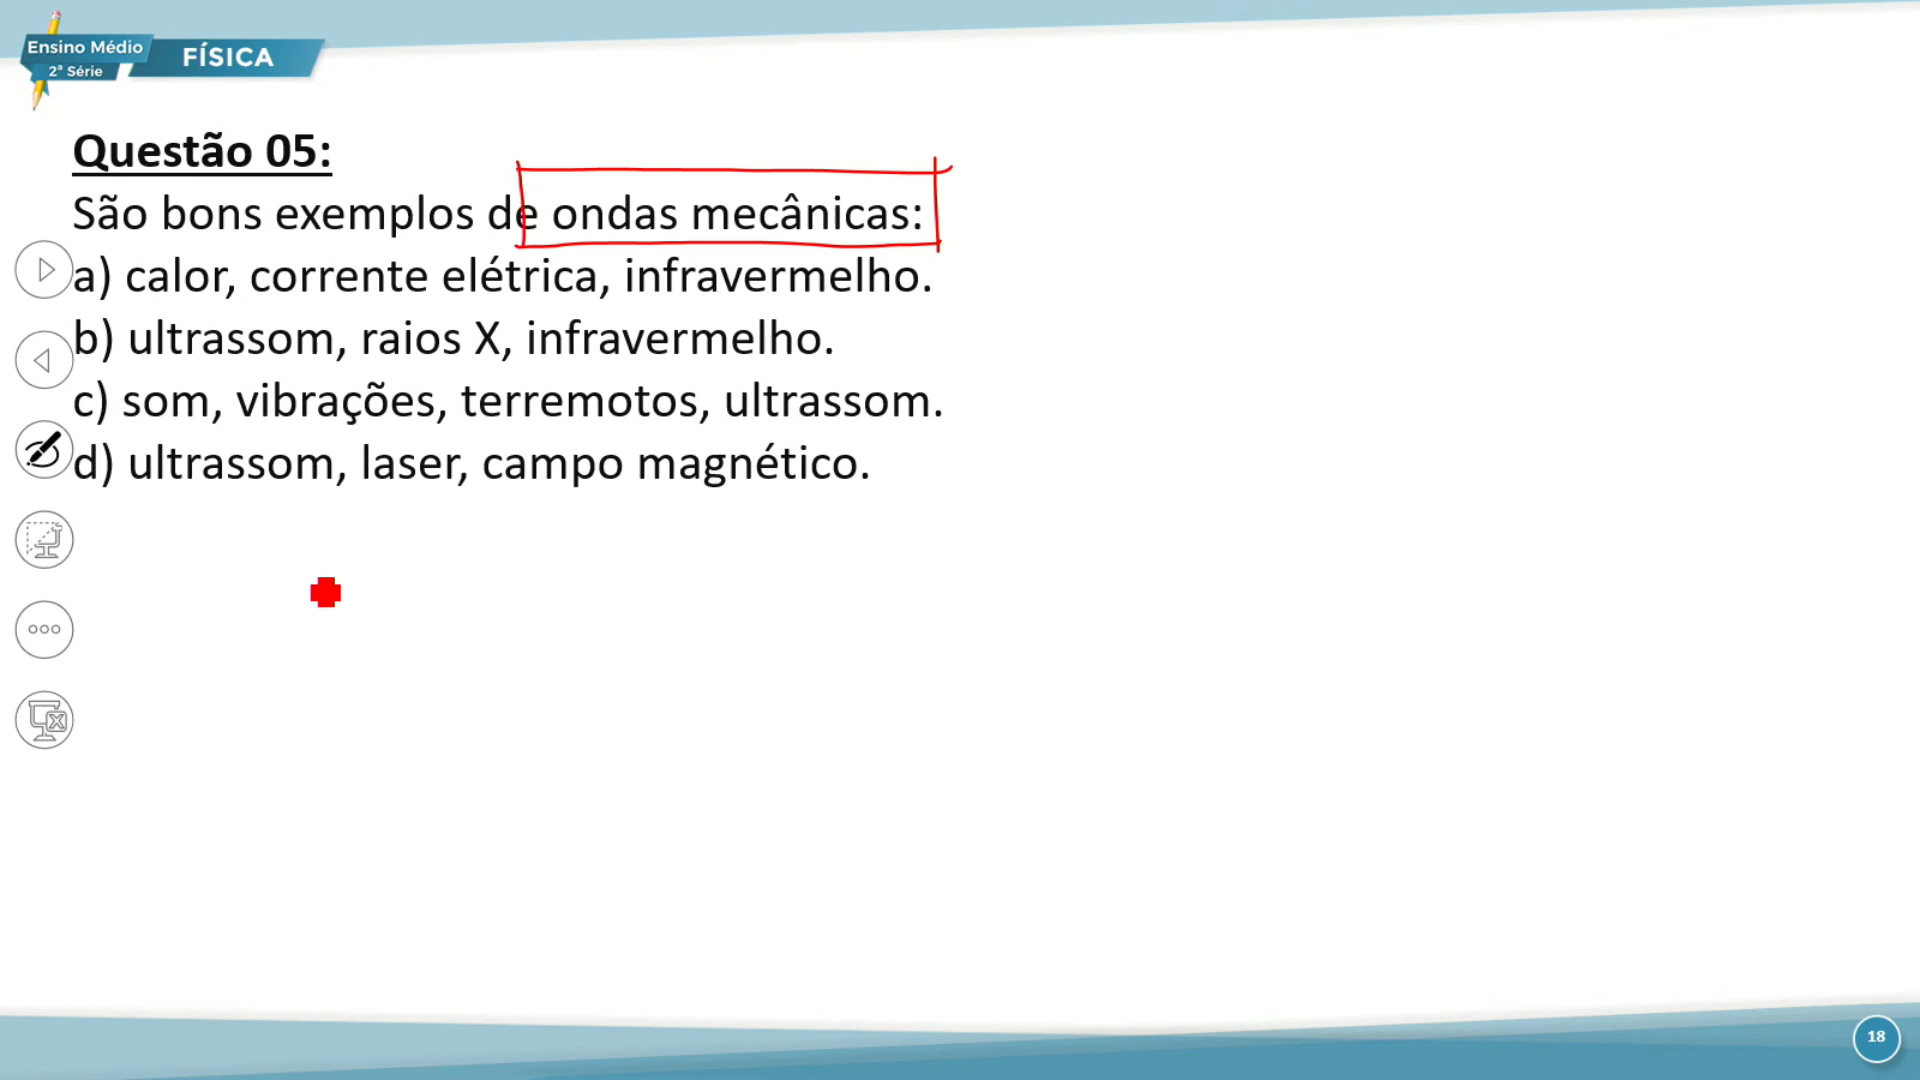 Ensino Médio
2ª Série
FÍSICA
Questão 05:
São bons exemplos de ondas mecânicas:
a) calor, corrente elétrica, infravermelho.
b) ultrassom, raios X, infravermelho.
c) som, vibrações, terremotos, ultrassom.
d) ultrassom, laser, campo magnético.
18